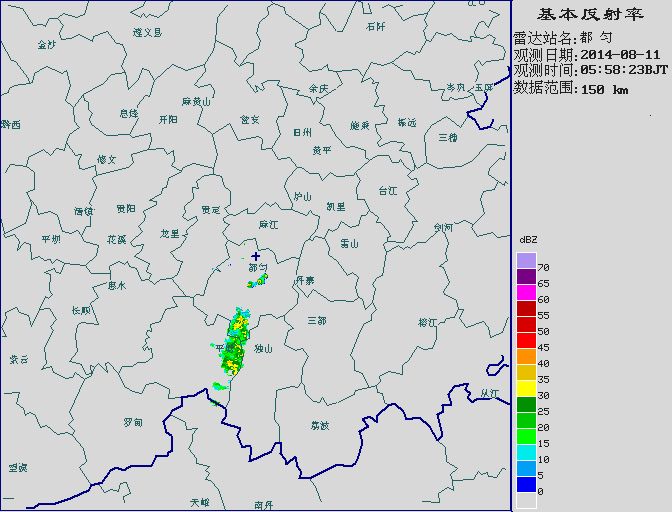 基本反射率
雷达站名:都 匀
观测日期:2014-08-11
观测时间:05:58:23BJT
数据范围:150 km
dBZ
70
65
60
55
50
45
40
35
30
25
20
15
10
5
0
金沙
遵义县
石阡
余庆
岑巩
玉屏
黔西
息烽
麻黄山
开阳
瓮安
旧州
施秉
振远
三穗
黄平
修文
清镇
贵阳
贵定
炉山
凯里
台江
麻江
剑河
平坝
花溪
龙里
雷山
都匀
丹寨
惠水
长顺
三都
榕江
平
独山
紫云
从江
罗甸
荔波
望谟
天峨
南丹